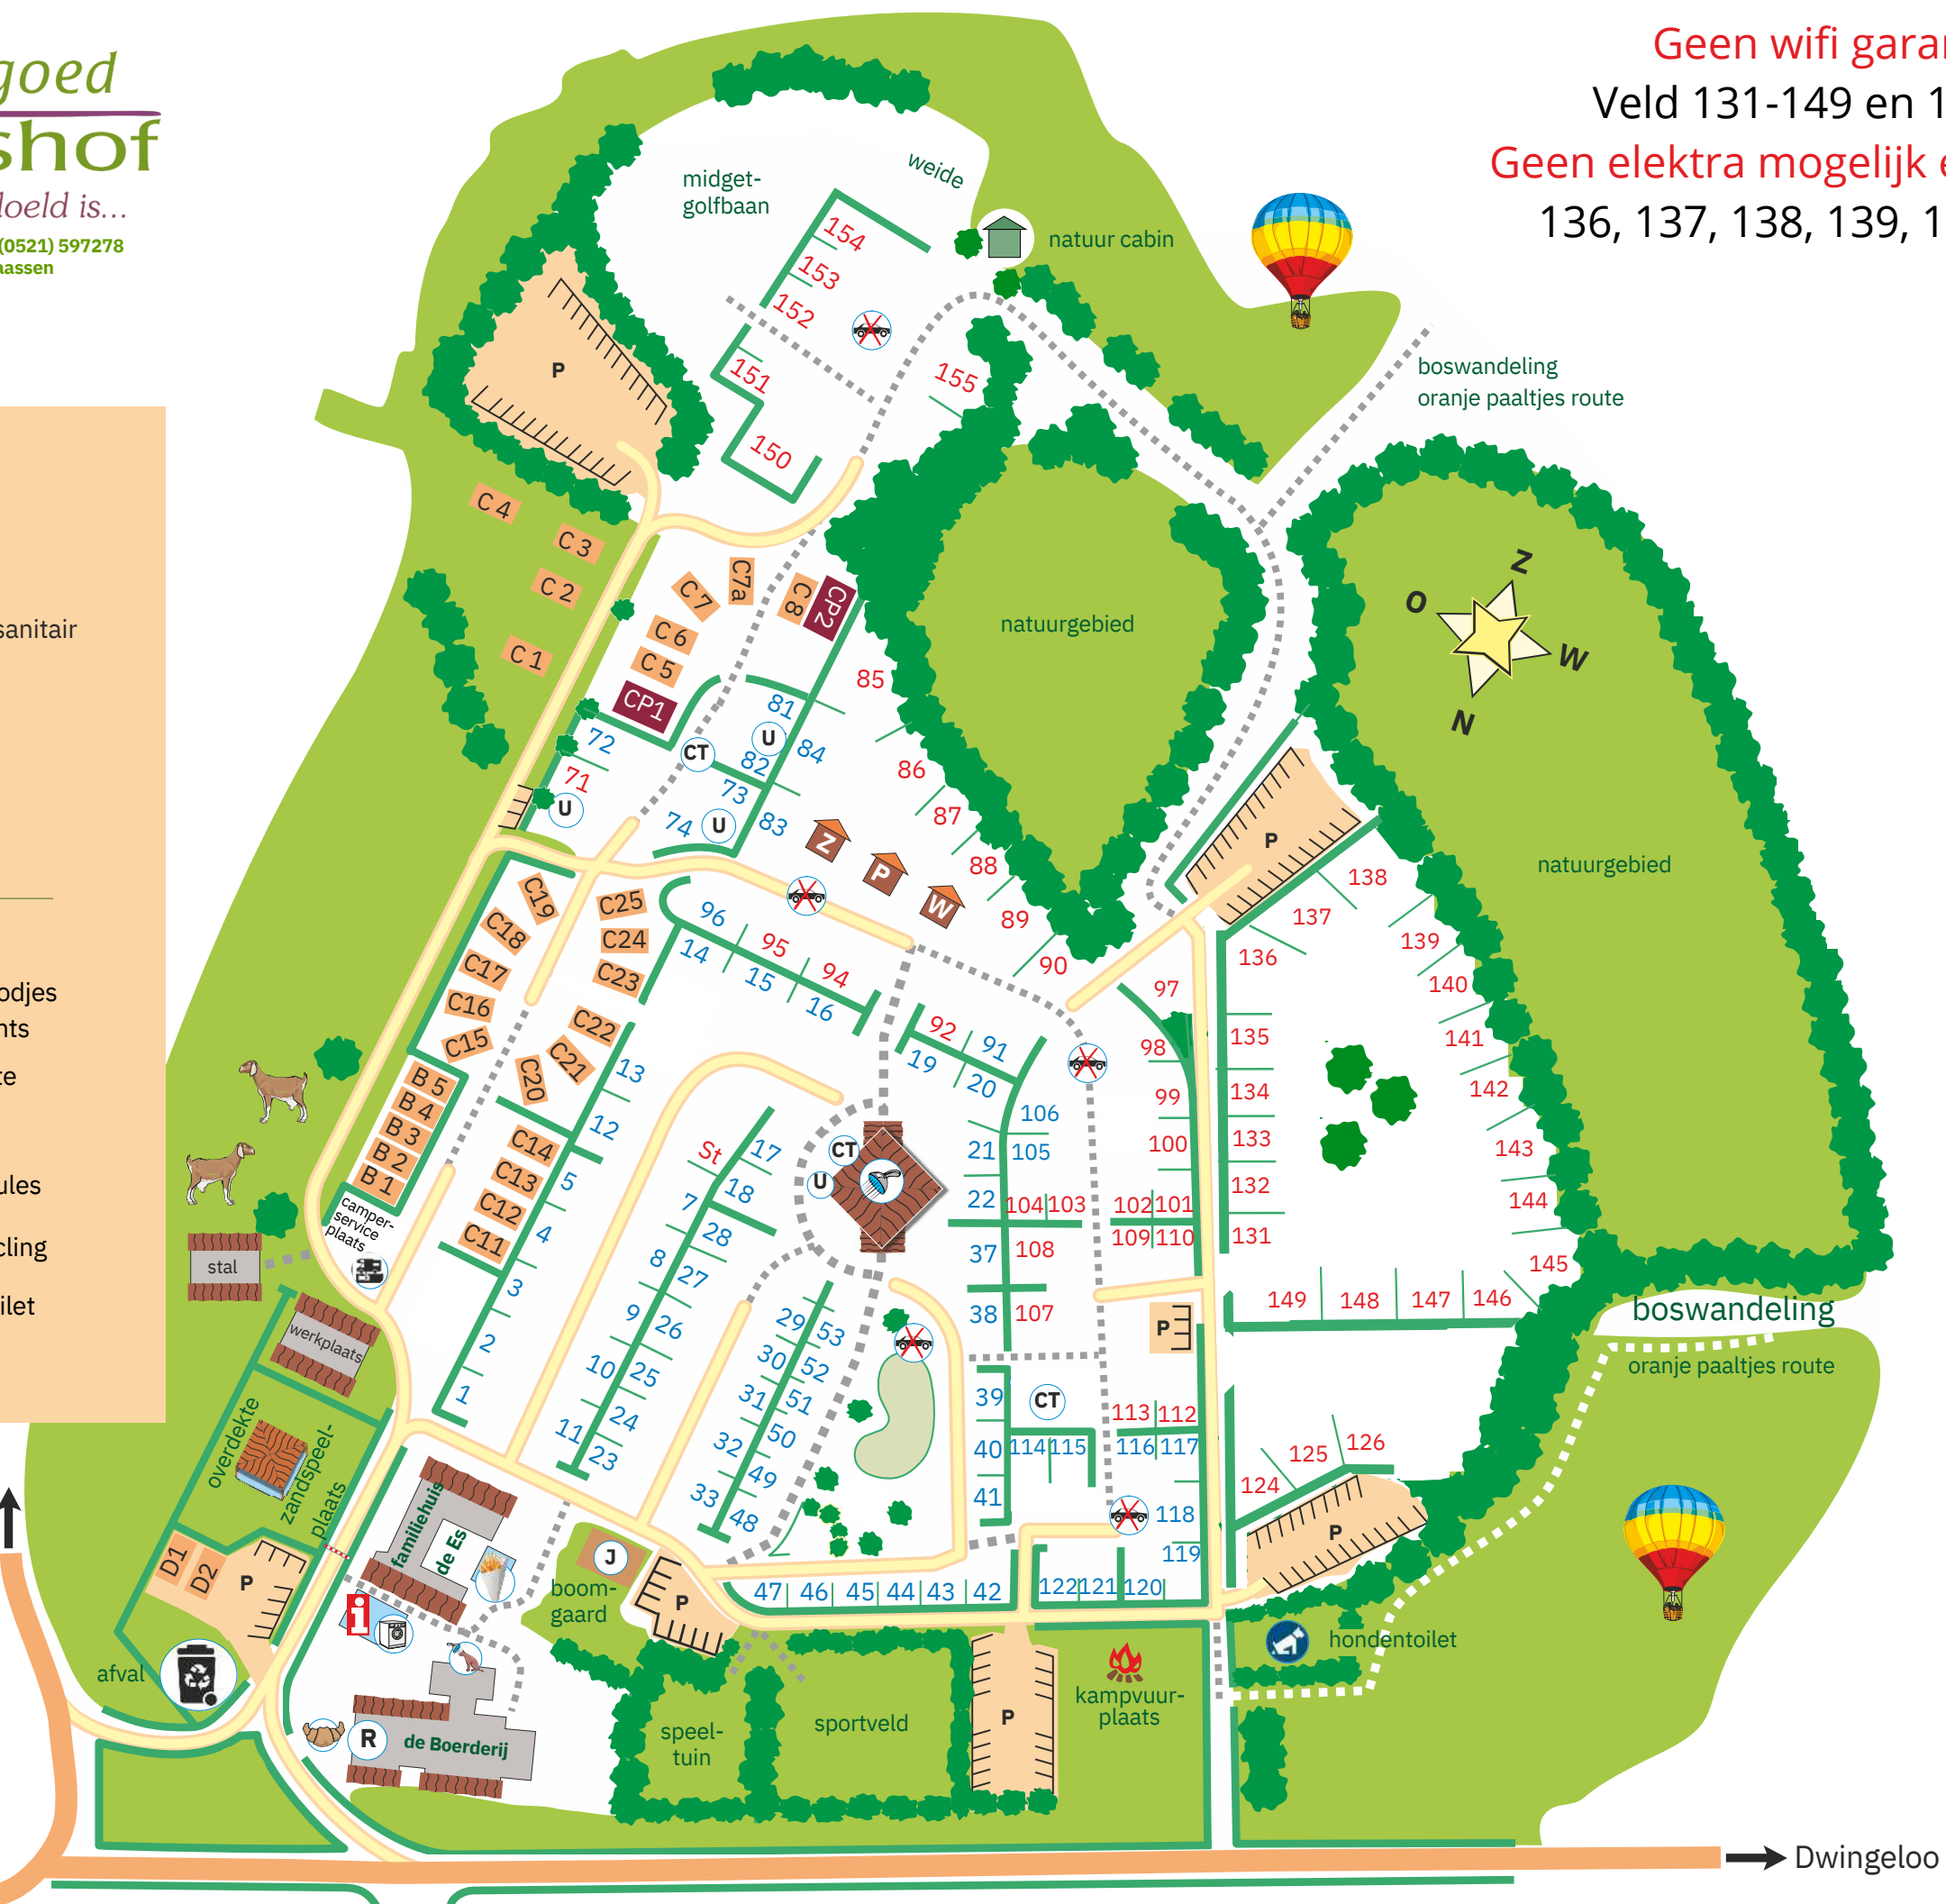 goed
shof
doeld is...
(0521) 597278
aassen
Geen wifi garan
Veld 131-149 en 1
Geen elektra mogelijk e
136, 137, 138, 139, 1
sanitair
odjes
nts
te
ules
cling
ilet
midget-
golfbaan
weide
natuur cabin
boswandeling
oranje paaltjes route
154
153
152
151
150
155
P
C 4
C 3
C 2
C 1
C7a
C 7
C 8
CP2
C 6
C 5
CP1
natuurgebied
Z
O
W
N
85
81
U
84
82
CT
72
71
U
73
74
U
83
86
87
88
89
90
Z
P
W
P
natuurgebied
138
137
136
139
140
141
142
143
144
145
146
147
148
149
135
134
133
132
131
C19
C18
C17
C16
C15
C25
C24
C23
C22
C21
C20
96
95
94
14
15
16
92
91
19
20
97
98
99
100
106
105
21
22
104
103
102
101
109
110
37
108
38
107
P
B 5
B 4
B 3
B 2
B 1
camper-
service
plaats
C14
C13
C12
C11
13
12
5
4
3
2
1
St
17
18
7
28
8
27
9
26
10
25
24
11
23
CT
U
29
53
30
52
31
51
50
32
49
33
48
39
CT
40
114
115
113
112
116
117
41
118
119
47
46
45
44
43
42
122
121
120
124
125
126
P
boswandeling
oranje paaltjes route
stal
werkplaats
overdekte
zandspeel-
plaats
D1
D2
P
familiehuis
de Es
J
boom-
gaard
P
i
afval
R
de Boerderij
speel-
tuin
sportveld
P
kampvuur-
plaats
hondentoilet
Dwingeloo